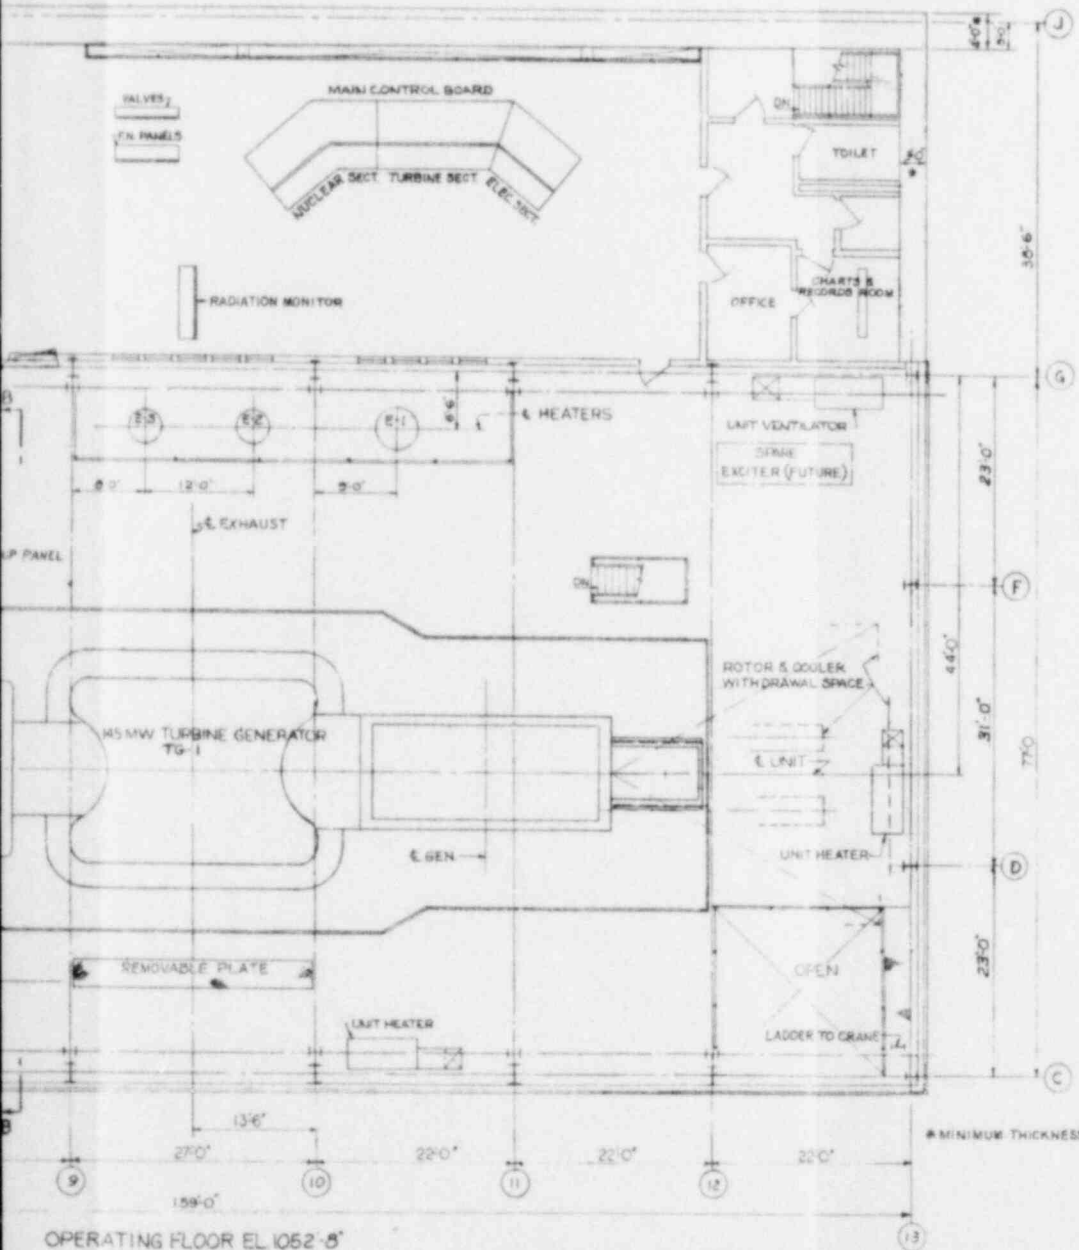 J
4'-0"*
MAIN CONTROL BOARD
DN
TOILET
NUCLEAR SECT. TURBINE SECT. ELEC. SECT.
38'-6"
RADIATION MONITOR
OFFICE
CHARTS &
RECORDS ROOM
G
B
E-3
E-2
E-1
6'-6"
℄ HEATERS
UNIT VENTILATOR
SPARE
EXCITER (FUTURE)
8'-0"
12'-0"
9'-0"
23'-0"
℄ EXHAUST
PANEL
DN
F
44'-0"
ROTOR & COOLER
WITHDRAWAL SPACE
145 MW TURBINE GENERATOR
TG-1
31'-0"
77'-0"
℄ UNIT
℄ GEN.
UNIT HEATER
D
REMOVABLE PLATE
OPEN
23'-0"
UNIT HEATER
LADDER TO CRANE
C
B
13'-6"
* MINIMUM THICKNESS
27'-0"
22'-0"
22'-0"
22'-0"
9
10
11
12
159'-0"
13
OPERATING FLOOR EL. 1052'-8"